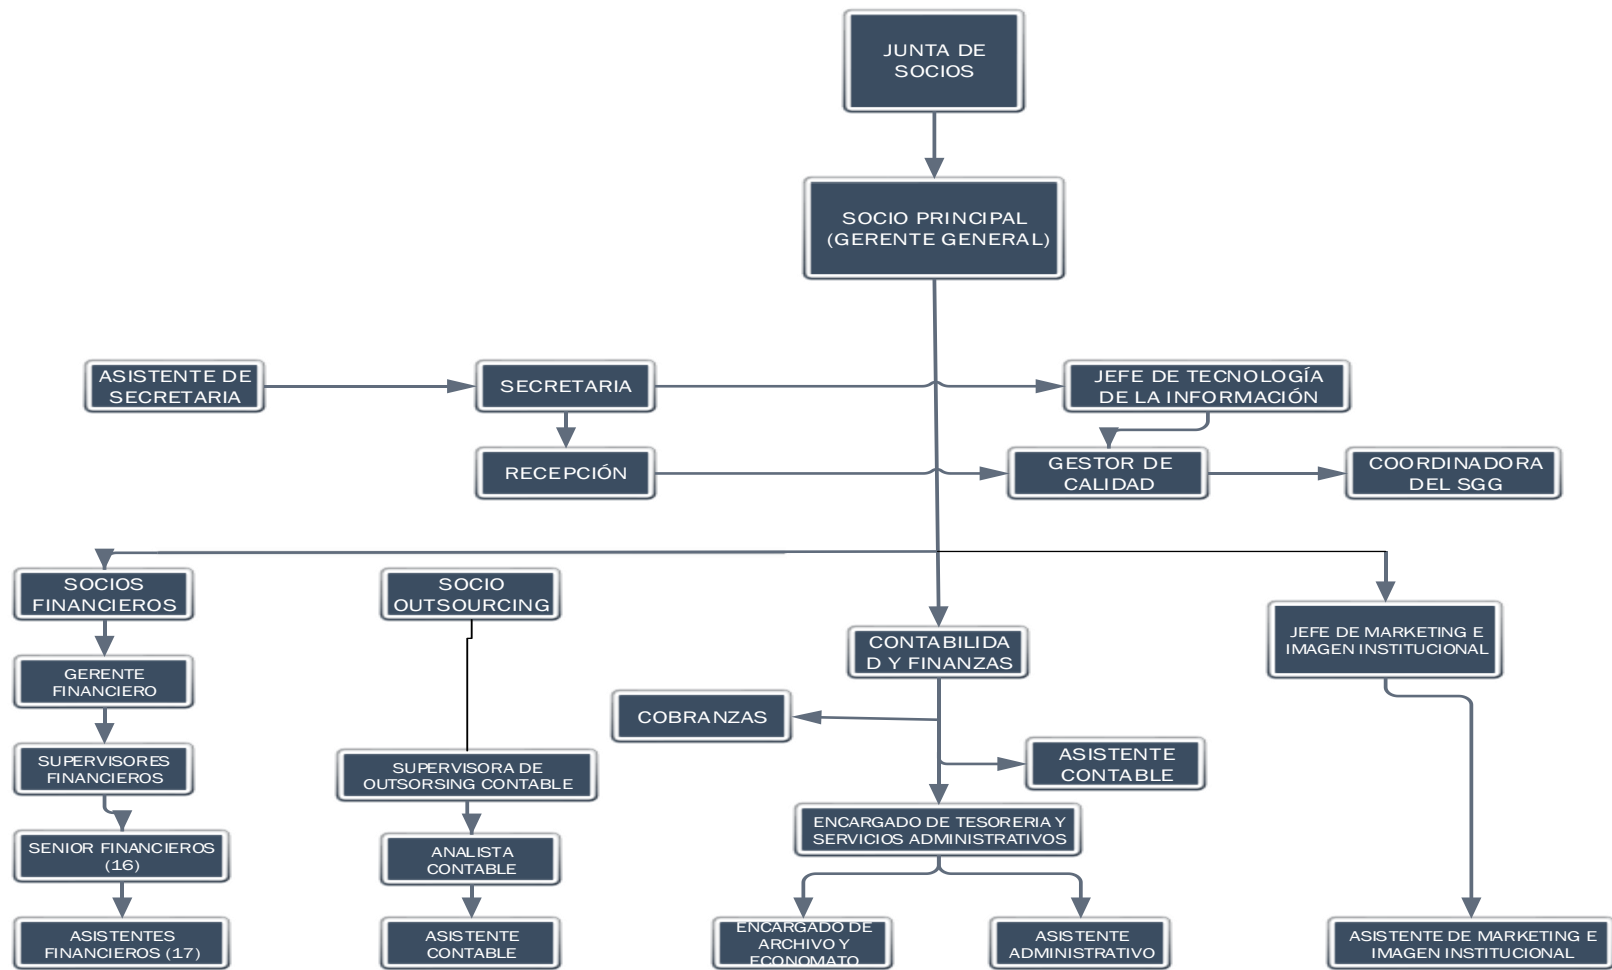 JUNTA DE
SOCIOS
SOCIO PRINCIPAL
(GERENTE GENERAL)
ASISTENTE DE
SECRETARIA
SECRETARIA
JEFE DE TECNOLOGÍA
DE LA INFORMACIÓN
RECEPCIÓN
GESTOR DE
CALIDAD
COORDINADORA
DEL SGG
SOCIOS
FINANCIEROS
SOCIO
OUTSOURCING
CONTABILIDA
D Y FINANZAS
JEFE DE MARKETING E
IMAGEN INSTITUCIONAL
GERENTE
FINANCIERO
COBRANZAS
SUPERVISORES
FINANCIEROS
SUPERVISORA DE
OUTSORSING CONTABLE
ASISTENTE
CONTABLE
ENCARGADO DE TESORERIA Y
SERVICIOS ADMINISTRATIVOS
SENIOR FINANCIEROS
(16)
ANALISTA
CONTABLE
ASISTENTES
FINANCIEROS (17)
ASISTENTE
CONTABLE
ENCARGADO DE
ARCHIVO Y
ECONOMATO
ASISTENTE
ADMINISTRATIVO
ASISTENTE DE MARKETING E
IMAGEN INSTITUCIONAL